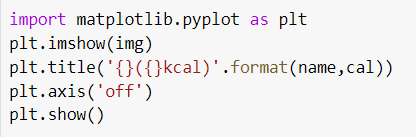 import matplotlib.pyplot as plt
plt.imshow(img)
plt.title('{}({}kcal)'.format(name,cal))
plt.axis('off')
plt.show()